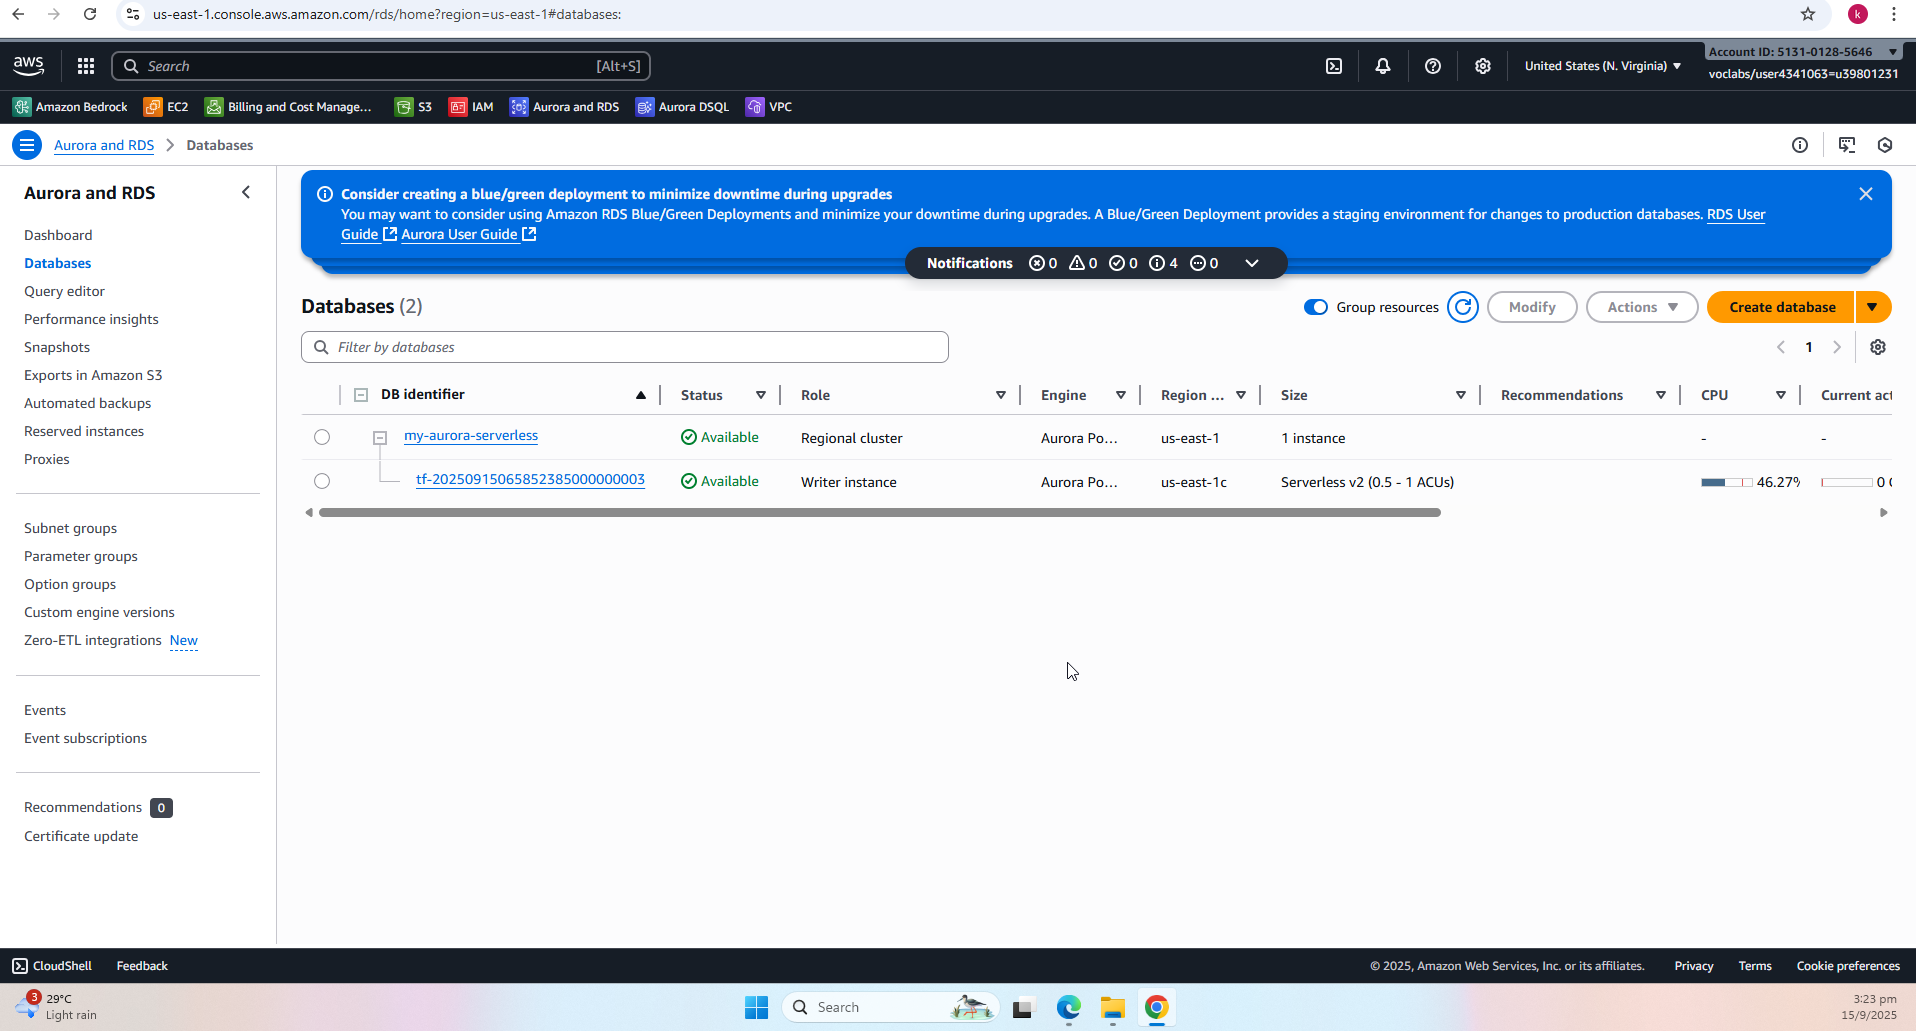 us-east-1.console.aws.amazon.com/rds/home?region=us-east-1#databases:
k
aws
Search [Alt+S]
United States (N. Virginia)
Account ID: 5131-0128-5646
voclabs/user4341063=u39801231
Amazon Bedrock EC2 Billing and Cost Manage... S3 IAM Aurora and RDS Aurora DSQL VPC
Aurora and RDS Databases
Aurora and RDS
Dashboard
Databases
Query editor
Performance insights
Snapshots
Exports in Amazon S3
Automated backups
Reserved instances
Proxies
Subnet groups
Parameter groups
Option groups
Custom engine versions
Zero-ETL integrations New
Events
Event subscriptions
Recommendations 0
Certificate update
Consider creating a blue/green deployment to minimize downtime during upgrades
You may want to consider using Amazon RDS Blue/Green Deployments and minimize your downtime during upgrades. A Blue/Green Deployment provides a staging environment for changes to production databases. RDS User
Guide Aurora User Guide
Notifications 0 0 0 4 0
Databases (2)
Group resources Modify Actions Create database
Filter by databases
1
DB identifier Status Role Engine Region ... Size Recommendations CPU Current act
my-aurora-serverless Available Regional cluster Aurora Po... us-east-1 1 instance - -
tf-20250915065852385000000003 Available Writer instance Aurora Po... us-east-1c Serverless v2 (0.5 - 1 ACUs) 46.27% 0
CloudShell Feedback
© 2025, Amazon Web Services, Inc. or its affiliates. Privacy Terms Cookie preferences
3
29°C
Light rain
Search
3:23 pm
15/9/2025